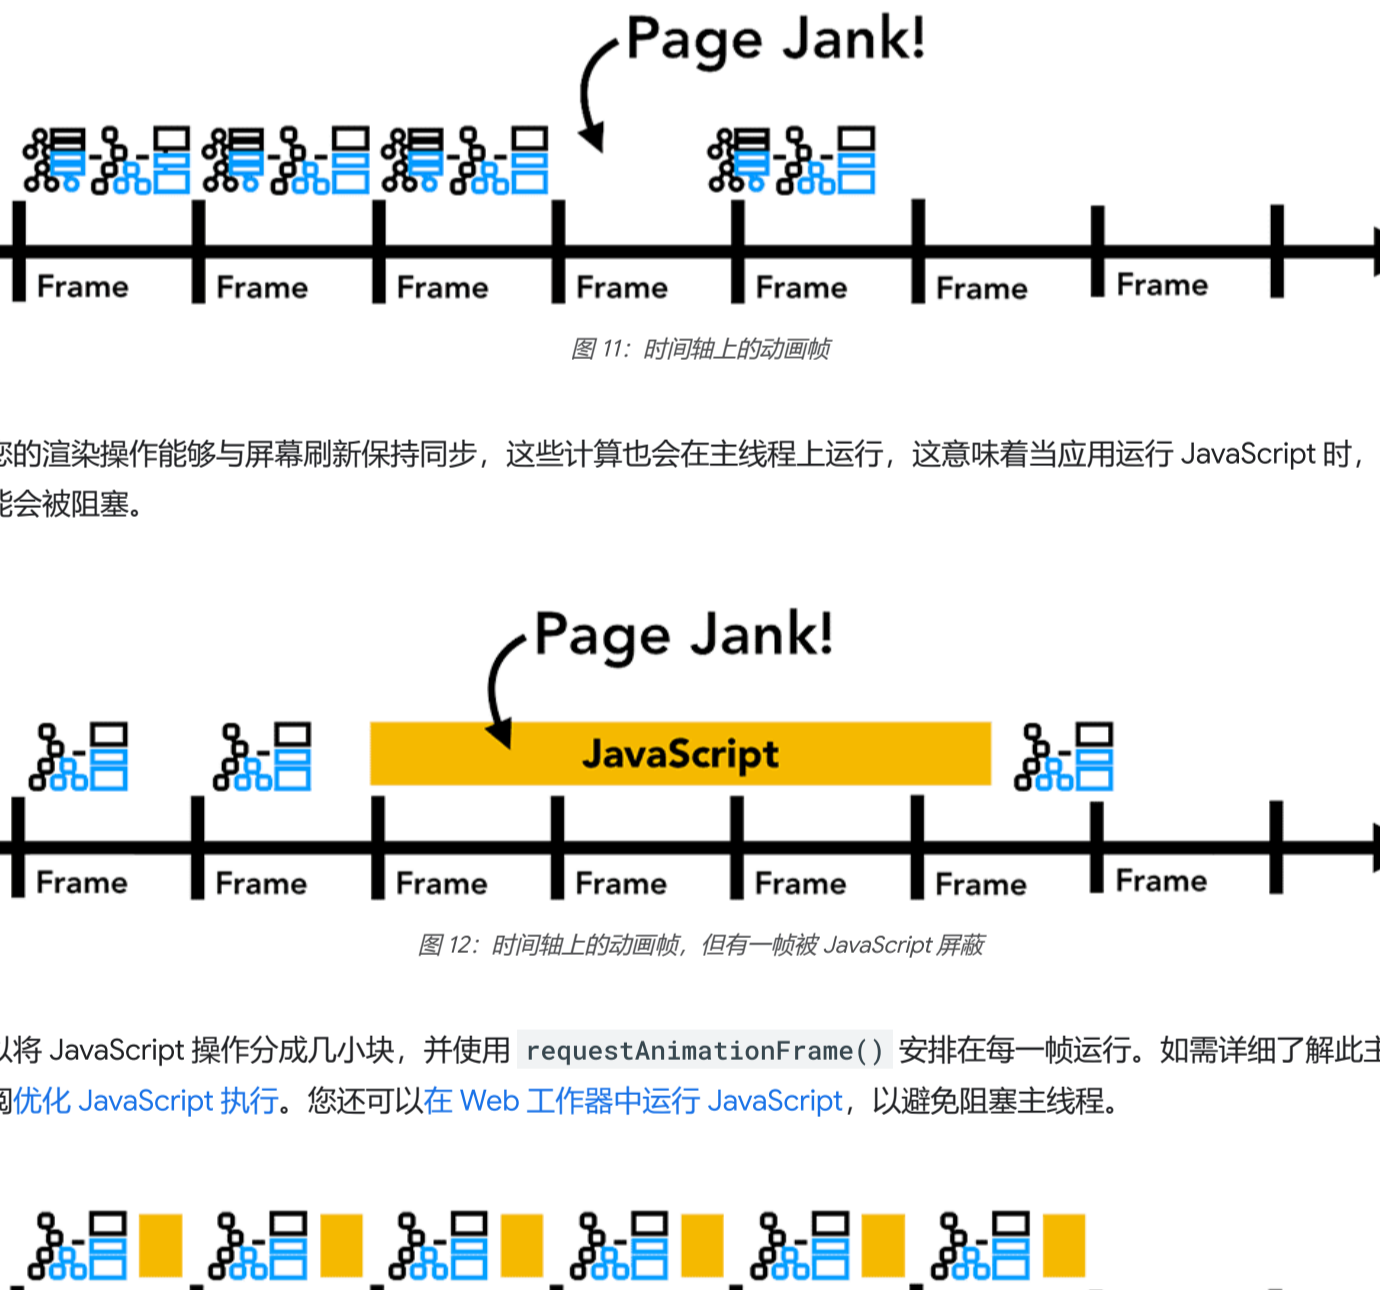 Page Jank!
Frame Frame Frame Frame Frame Frame Frame
图 11：时间轴上的动画帧
您的渲染操作能够与屏幕刷新保持同步，这些计算也会在主线程上运行，这意味着当应用运行 JavaScript 时，
能会被阻塞。
Page Jank!
JavaScript
Frame Frame Frame Frame Frame Frame Frame
图 12：时间轴上的动画帧，但有一帧被 JavaScript 屏蔽
以将 JavaScript 操作分成几小块，并使用 requestAnimationFrame() 安排在每一帧运行。如需详细了解此主
阅优化 JavaScript 执行。您还可以在 Web 工作器中运行 JavaScript，以避免阻塞主线程。